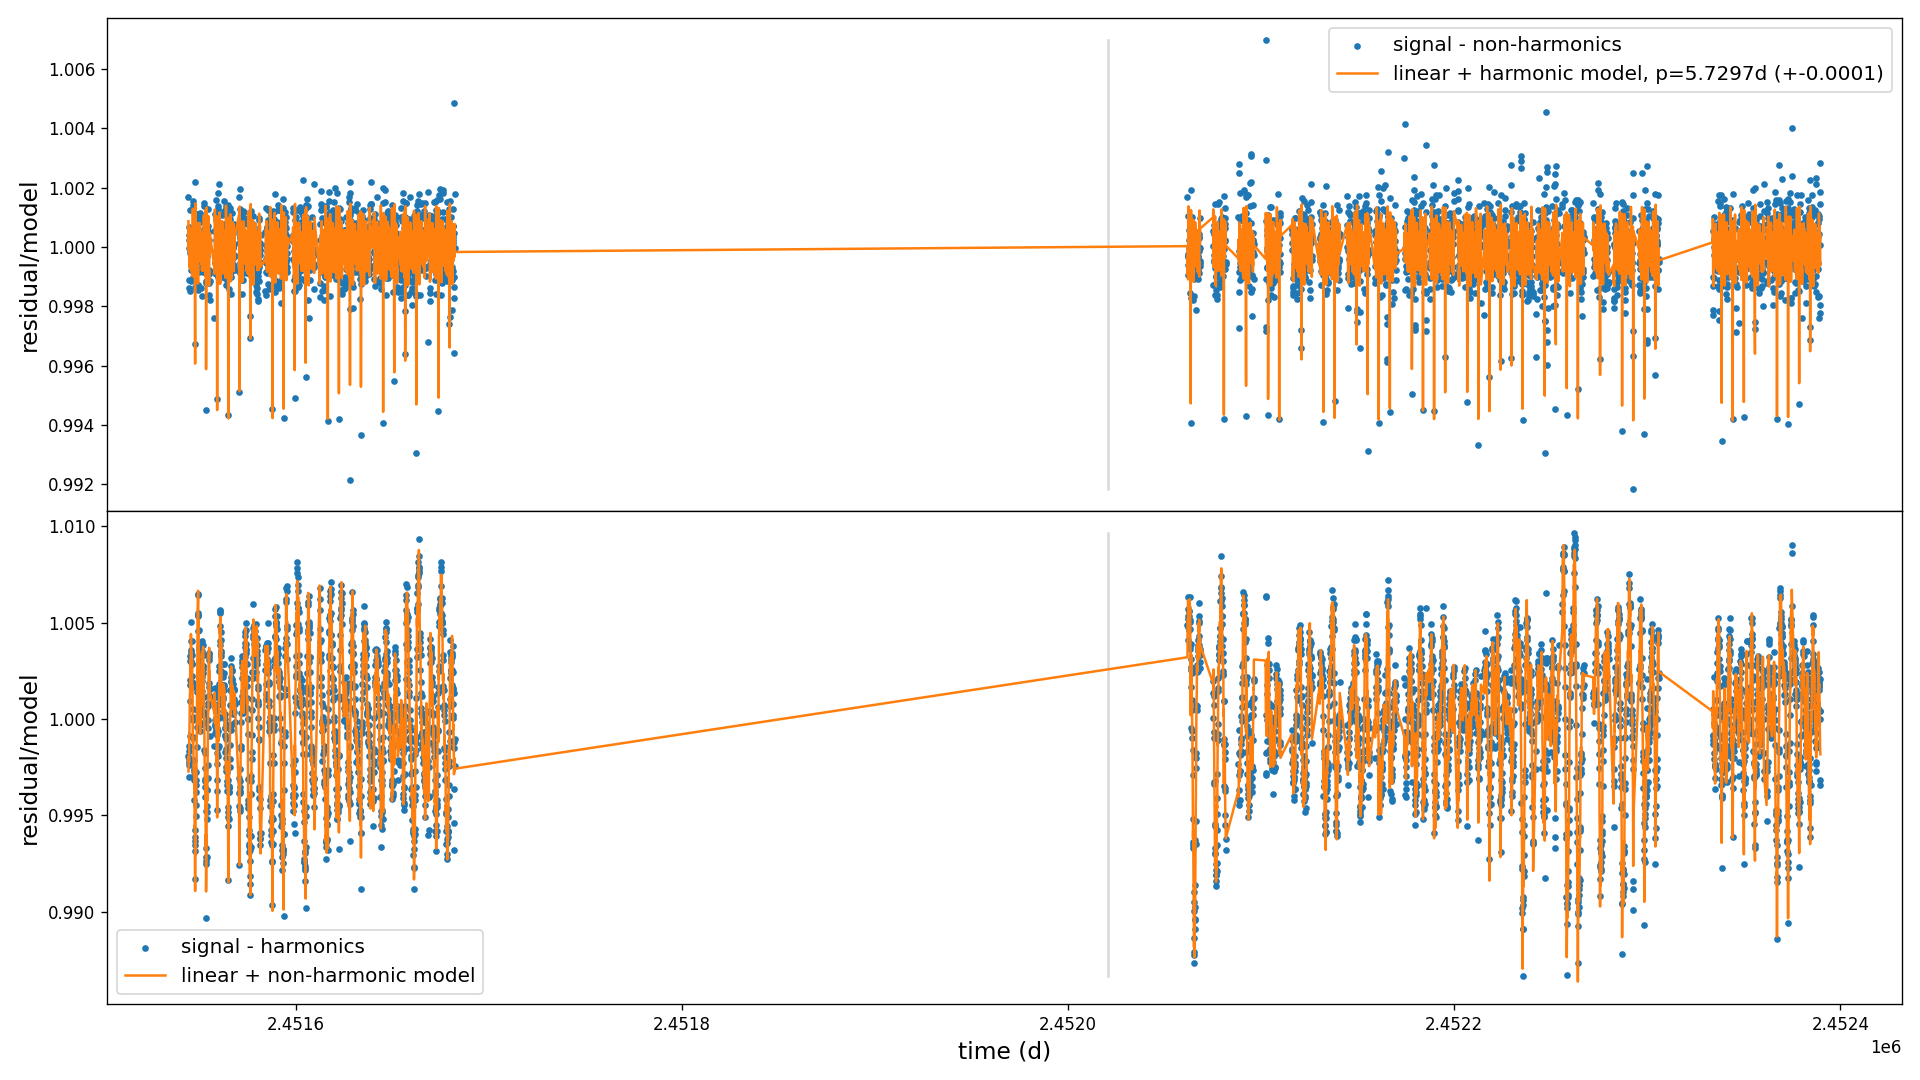 signal - non-harmonics
linear + harmonic model, p=5.7297d (+-0.0001)
residual/model
1.006
1.004
1.002
1.000
0.998
0.996
0.994
0.992
residual/model
1.010
1.005
1.000
0.995
0.990
signal - harmonics
linear + non-harmonic model
2.4516
2.4518
2.4520
2.4522
2.4524
1e6
time (d)